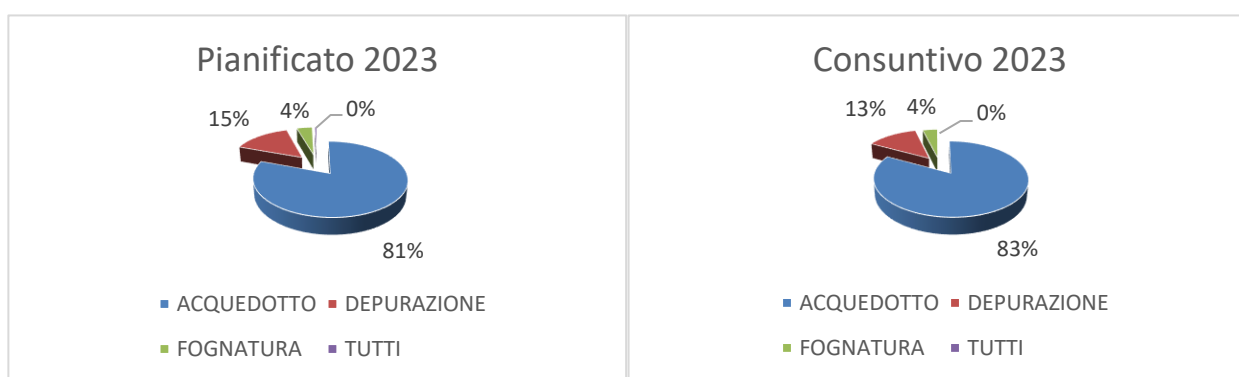 Pianificato 2023
15%
4%
0%
81%
ACQUEDOTTO
DEPURAZIONE
FOGNATURA
TUTTI
Consuntivo 2023
13%
4%
0%
83%
ACQUEDOTTO
DEPURAZIONE
FOGNATURA
TUTTI